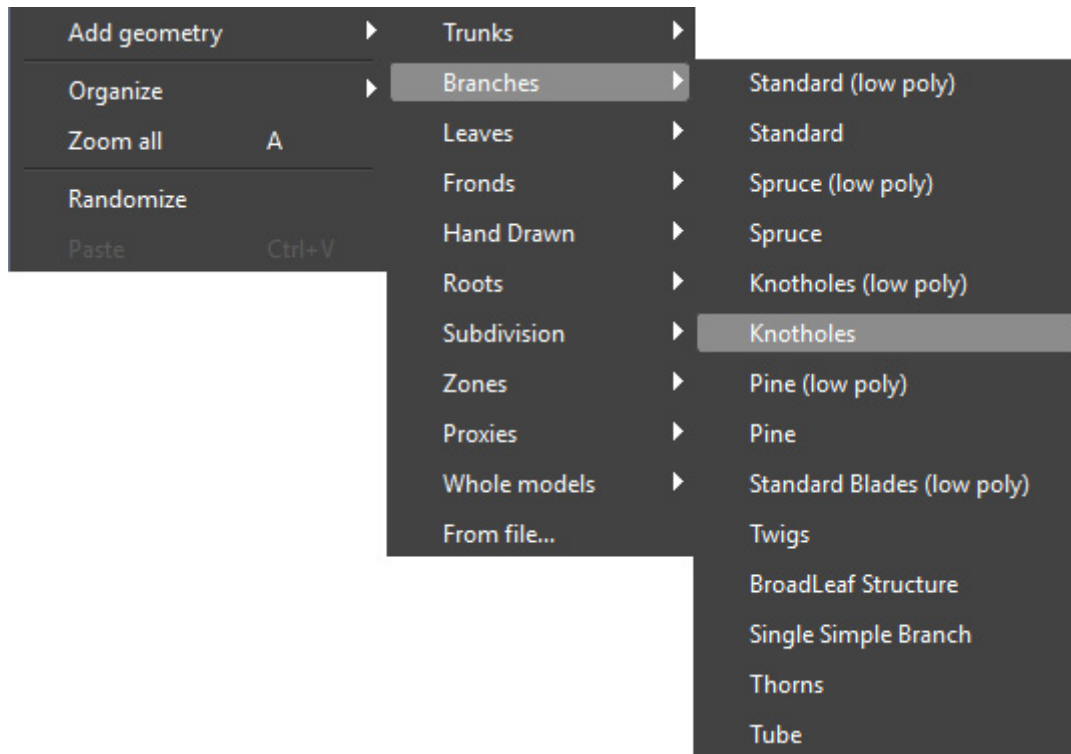 Add geometry
Organize
Zoom all A
Randomize
Paste Ctrl+V
Trunks
Branches
Leaves
Fronds
Hand Drawn
Roots
Subdivision
Zones
Proxies
Whole models
From file...
Standard (low poly)
Standard
Spruce (low poly)
Spruce
Knotholes (low poly)
Knotholes
Pine (low poly)
Pine
Standard Blades (low poly)
Twigs
BroadLeaf Structure
Single Simple Branch
Thorns
Tube